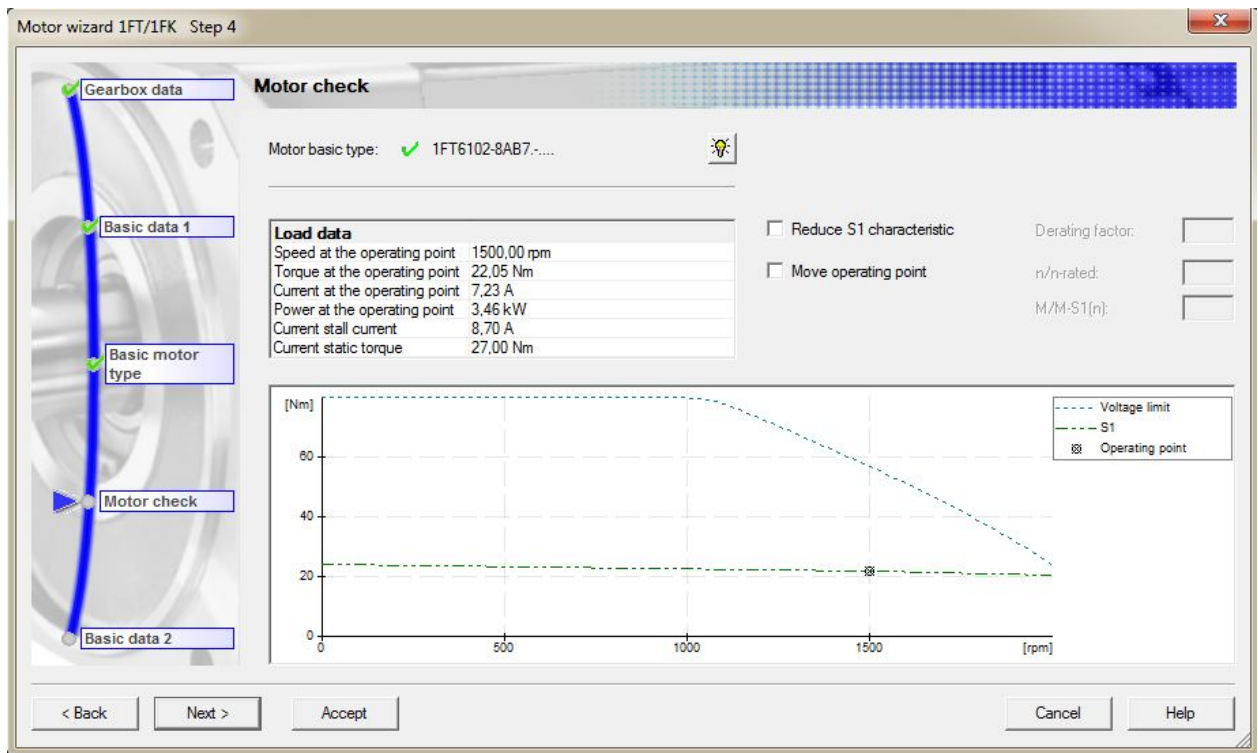 Motor wizard 1FT/1FK Step 4
Gearbox data
Basic data 1
Basic motor
type
Motor check
Basic data 2
Motor check
Motor basic type: 1FT6102-8AB7.-....
Load data
Speed at the operating point 1500,00 rpm
Torque at the operating point 22,05 Nm
Current at the operating point 7,23 A
Power at the operating point 3,46 kW
Current stall current 8,70 A
Current static torque 27,00 Nm
Reduce S1 characteristic Derating factor:
Move operating point n/n-rated:
M/M-S1(n):
[Nm]
60
40
20
0
0 500 1000 1500 [rpm]
Voltage limit
S1
Operating point
< Back Next > Accept Cancel Help